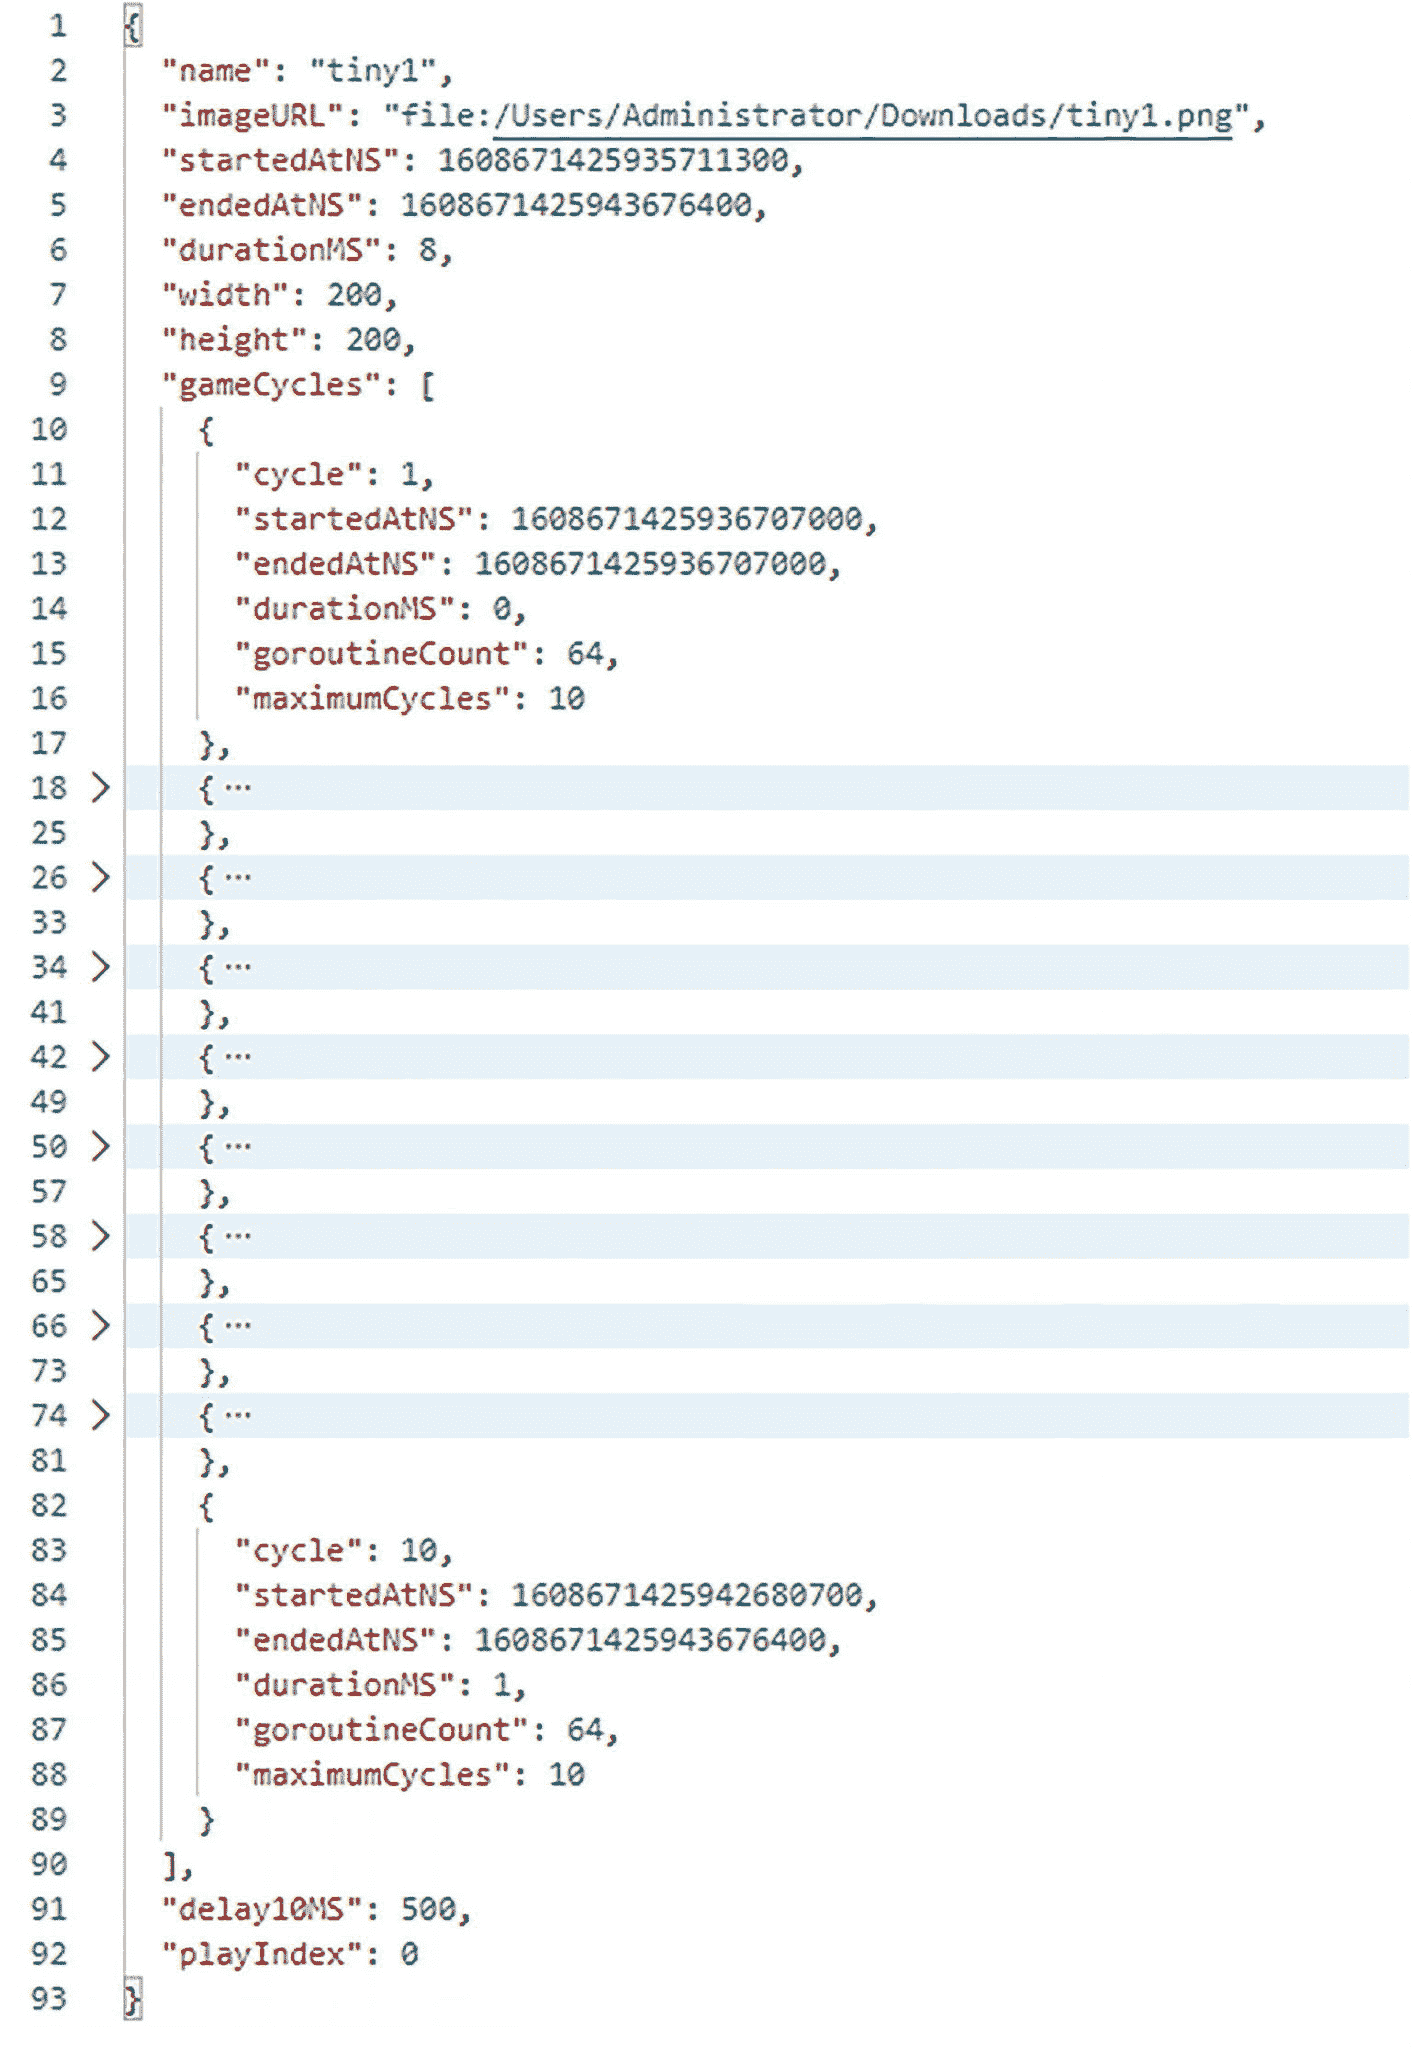 1 {
2 "name": "tiny1",
3 "imageURL": "file:/Users/Administrator/Downloads/tiny1.png",
4 "startedAtNS": 1608671425935711300,
5 "endedAtNS": 1608671425943676400,
6 "durationMS": 8,
7 "width": 200,
8 "height": 200,
9 "gameCycles": [
10 {
11 "cycle": 1,
12 "startedAtNS": 1608671425936707000,
13 "endedAtNS": 1608671425936707000,
14 "durationMS": 0,
15 "goroutineCount": 64,
16 "maximumCycles": 10
17 },
18 > { ···
25 },
26 > { ···
33 },
34 > { ···
41 },
42 > { ···
49 },
50 > { ···
57 },
58 > { ···
65 },
66 > { ···
73 },
74 > { ···
81 },
82 {
83 "cycle": 10,
84 "startedAtNS": 1608671425942680700,
85 "endedAtNS": 1608671425943676400,
86 "durationMS": 1,
87 "goroutineCount": 64,
88 "maximumCycles": 10
89 }
90 ],
91 "delay10MS": 500,
92 "playIndex": 0
93 }